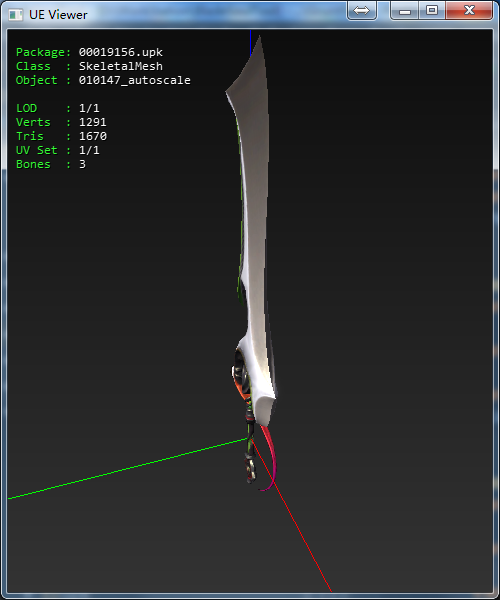 UE Viewer
Package: 00019156.upk
Class : SkeletalMesh
Object : 010147_autoscale
LOD : 1/1
Verts : 1291
Tris : 1670
UV Set : 1/1
Bones : 3